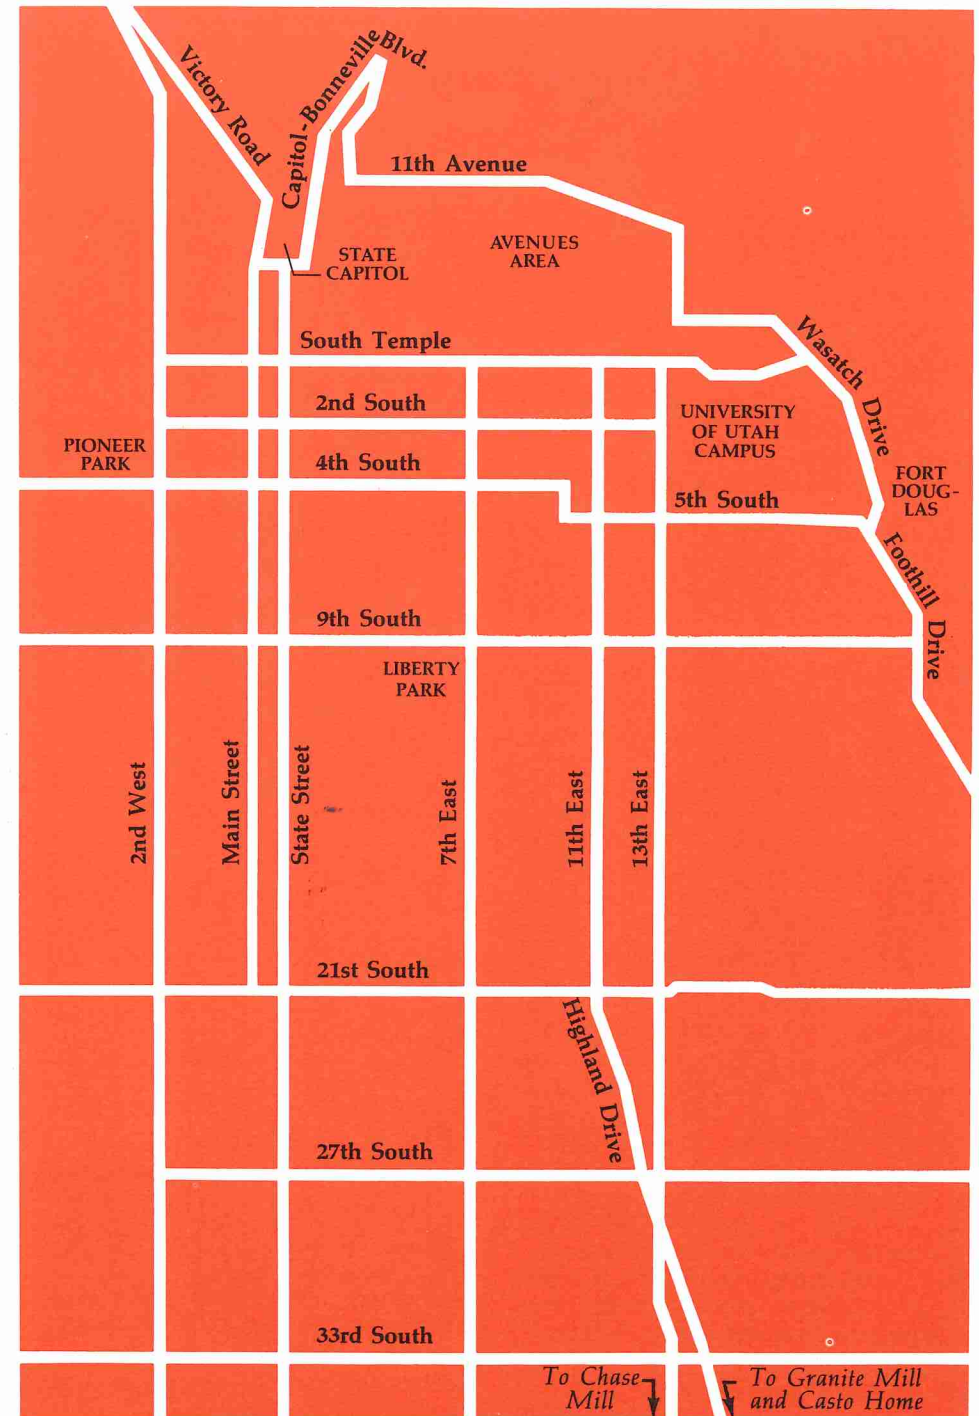 Victory Road
Capitol-Bonneville Blvd.
11th Avenue
AVENUES
AREA
STATE
CAPITOL
South Temple
Wasatch Drive
2nd South
UNIVERSITY
OF UTAH
CAMPUS
PIONEER
PARK
4th South
FORT
DOUG-
LAS
5th South
Foothill Drive
9th South
LIBERTY
PARK
2nd West
Main Street
State Street
7th East
11th East
13th East
21st South
Highland Drive
27th South
33rd South
To Chase
Mill
To Granite Mill
and Casto Home